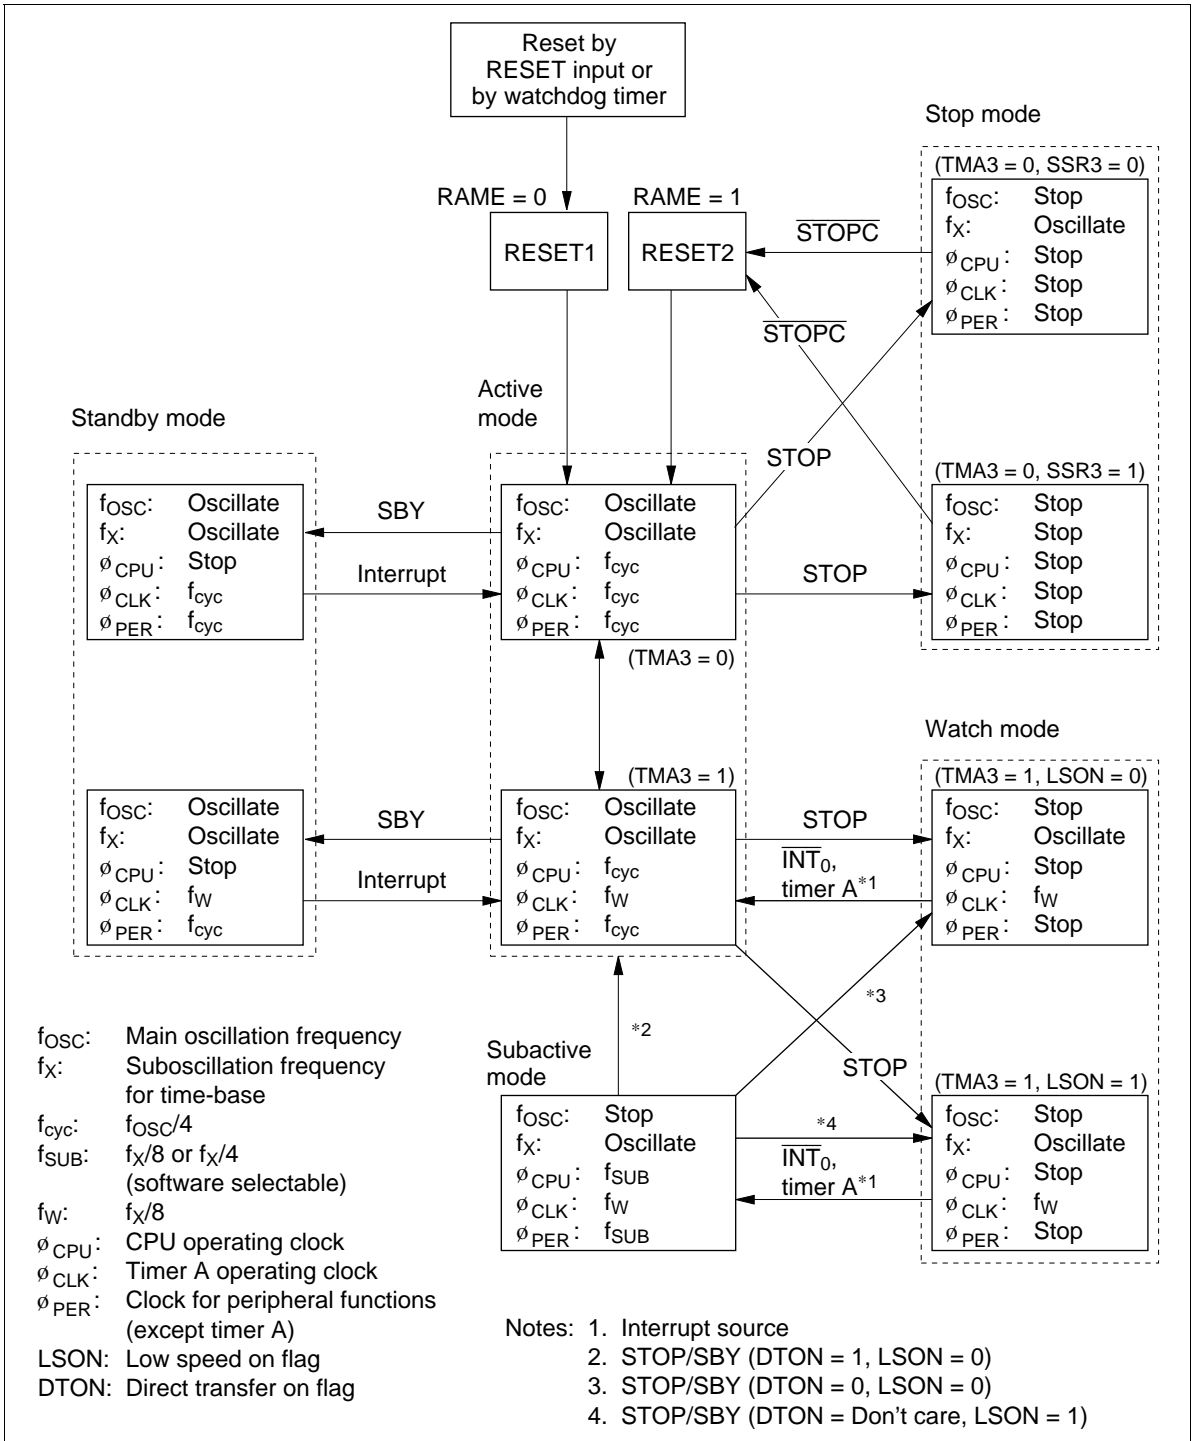 Reset by
RESET input or
by watchdog timer
Stop mode
(TMA3 = 0, SSR3 = 0)
RAME = 0
RAME = 1
RESET1
RESET2
STOPC
fOSC: Stop
fX: Oscillate
øCPU: Stop
øCLK: Stop
øPER: Stop
STOPC
Active
mode
Standby mode
STOP
(TMA3 = 0, SSR3 = 1)
fOSC: Oscillate
fX: Oscillate
øCPU: Stop
øCLK: fcyc
øPER: fcyc
SBY
Interrupt
fOSC: Oscillate
fX: Oscillate
øCPU: fcyc
øCLK: fcyc
øPER: fcyc
(TMA3 = 0)
STOP
fOSC: Stop
fX: Stop
øCPU: Stop
øCLK: Stop
øPER: Stop
Watch mode
(TMA3 = 1)
(TMA3 = 1, LSON = 0)
fOSC: Oscillate
fX: Oscillate
øCPU: Stop
øCLK: fW
øPER: fcyc
SBY
Interrupt
fOSC: Oscillate
fX: Oscillate
øCPU: fcyc
øCLK: fW
øPER: fcyc
STOP
INT0,
timer A*1
fOSC: Stop
fX: Oscillate
øCPU: Stop
øCLK: fW
øPER: Stop
*3
*2
Subactive
mode
STOP
(TMA3 = 1, LSON = 1)
fOSC: Stop
fX: Oscillate
øCPU: fSUB
øCLK: fW
øPER: fSUB
*4
INT0,
timer A*1
fOSC: Stop
fX: Oscillate
øCPU: Stop
øCLK: fW
øPER: Stop
fOSC: Main oscillation frequency
fX: Suboscillation frequency
for time-base
fcyc: fOSC/4
fSUB: fX/8 or fX/4
(software selectable)
fW: fX/8
øCPU: CPU operating clock
øCLK: Timer A operating clock
øPER: Clock for peripheral functions
(except timer A)
LSON: Low speed on flag
DTON: Direct transfer on flag
Notes: 1. Interrupt source
2. STOP/SBY (DTON = 1, LSON = 0)
3. STOP/SBY (DTON = 0, LSON = 0)
4. STOP/SBY (DTON = Don't care, LSON = 1)